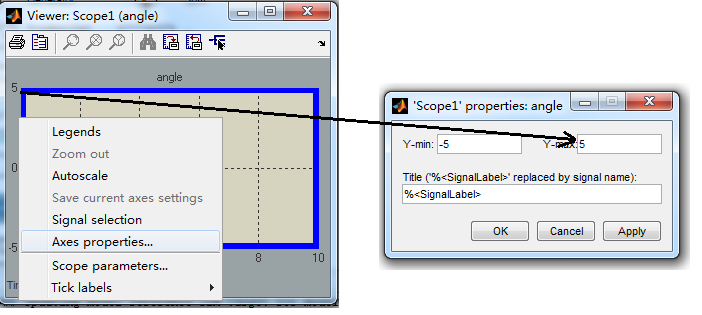 Viewer: Scope1 (angle)
angle
5
0
-5
8
10
Legends
Zoom out
Autoscale
Save current axes settings
Signal selection
Axes properties...
Scope parameters...
Tick labels
'Scope1' properties: angle
Y-min: -5 Y-max: 5
Title ('%<SignalLabel>' replaced by signal name):
%<SignalLabel>
OK Cancel Apply